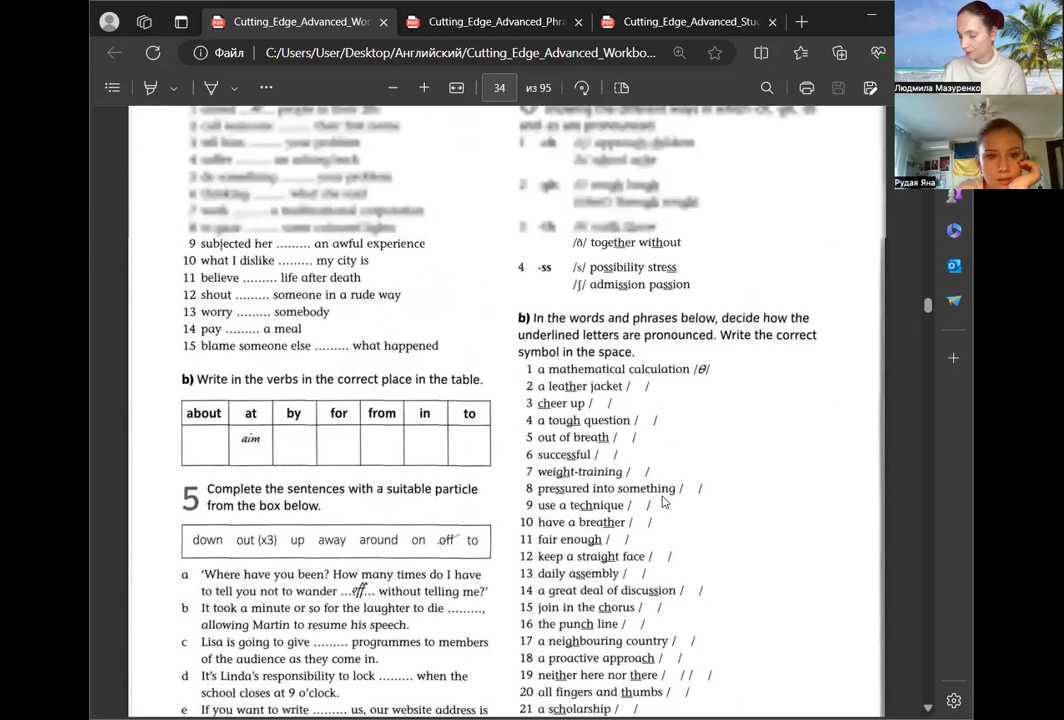 Cutting_Edge_Advanced_Wor
Cutting_Edge_Advanced_Phra
Cutting_Edge_Advanced_Stud
Файл
C:/Users/User/Desktop/Английский/Cutting_Edge_Advanced_Workbo...
34
из 95
Людмила Мазуренко
Рудая Яна
9 subjected her ......... an awful experience
10 what I dislike ......... my city is
11 believe ......... life after death
12 shout ......... someone in a rude way
13 worry ......... somebody
14 pay ......... a meal
15 blame someone else ......... what happened
b) Write in the verbs in the correct place in the table.
about at by for from in to
aim
5 Complete the sentences with a suitable particle
from the box below.
down out (x3) up away around on off to
a 'Where have you been? How many times do I have
to tell you not to wander ...off... without telling me?'
b It took a minute or so for the laughter to die .........,
allowing Martin to resume his speech.
c Lisa is going to give ......... programmes to members
of the audience as they come in.
d It's Linda's responsibility to lock ......... when the
school closes at 9 o'clock.
e If you want to write ......... us, our website address is
/ð/ together without
4 -ss /s/ possibility stress
/ʃ/ admission passion
b) In the words and phrases below, decide how the
underlined letters are pronounced. Write the correct
symbol in the space.
1 a mathematical calculation /θ/
2 a leather jacket / /
3 cheer up / /
4 a tough question / /
5 out of breath / /
6 successful / /
7 weight-training / /
8 pressured into something / /
9 use a technique / /
10 have a breather / /
11 fair enough / /
12 keep a straight face / /
13 daily assembly / /
14 a great deal of discussion / /
15 join in the chorus / /
16 the punch line / /
17 a neighbouring country / /
18 a proactive approach / /
19 neither here nor there / / / /
20 all fingers and thumbs / /
21 a scholarship / /